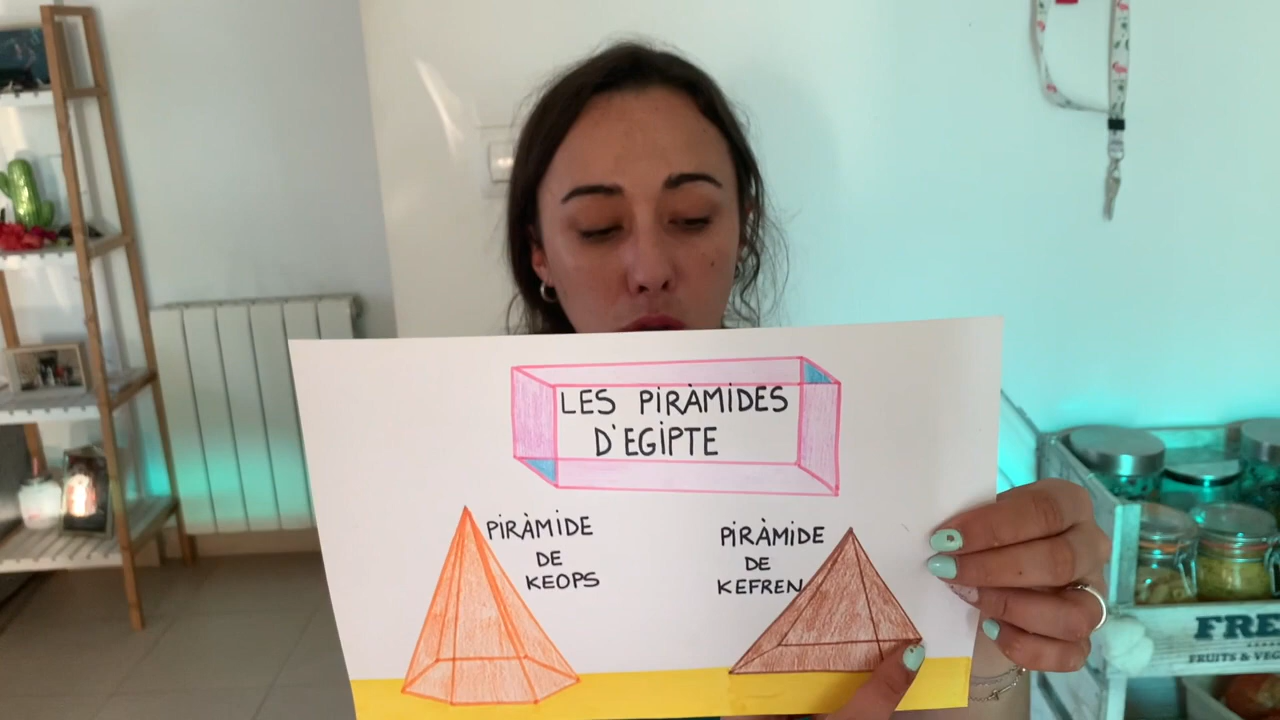 LES PIRÀMIDES
D'EGIPTE
PIRÀMIDE
DE
KEOPS
PIRÀMIDE
DE
KEFREN
FRE
FRUITS & VEG